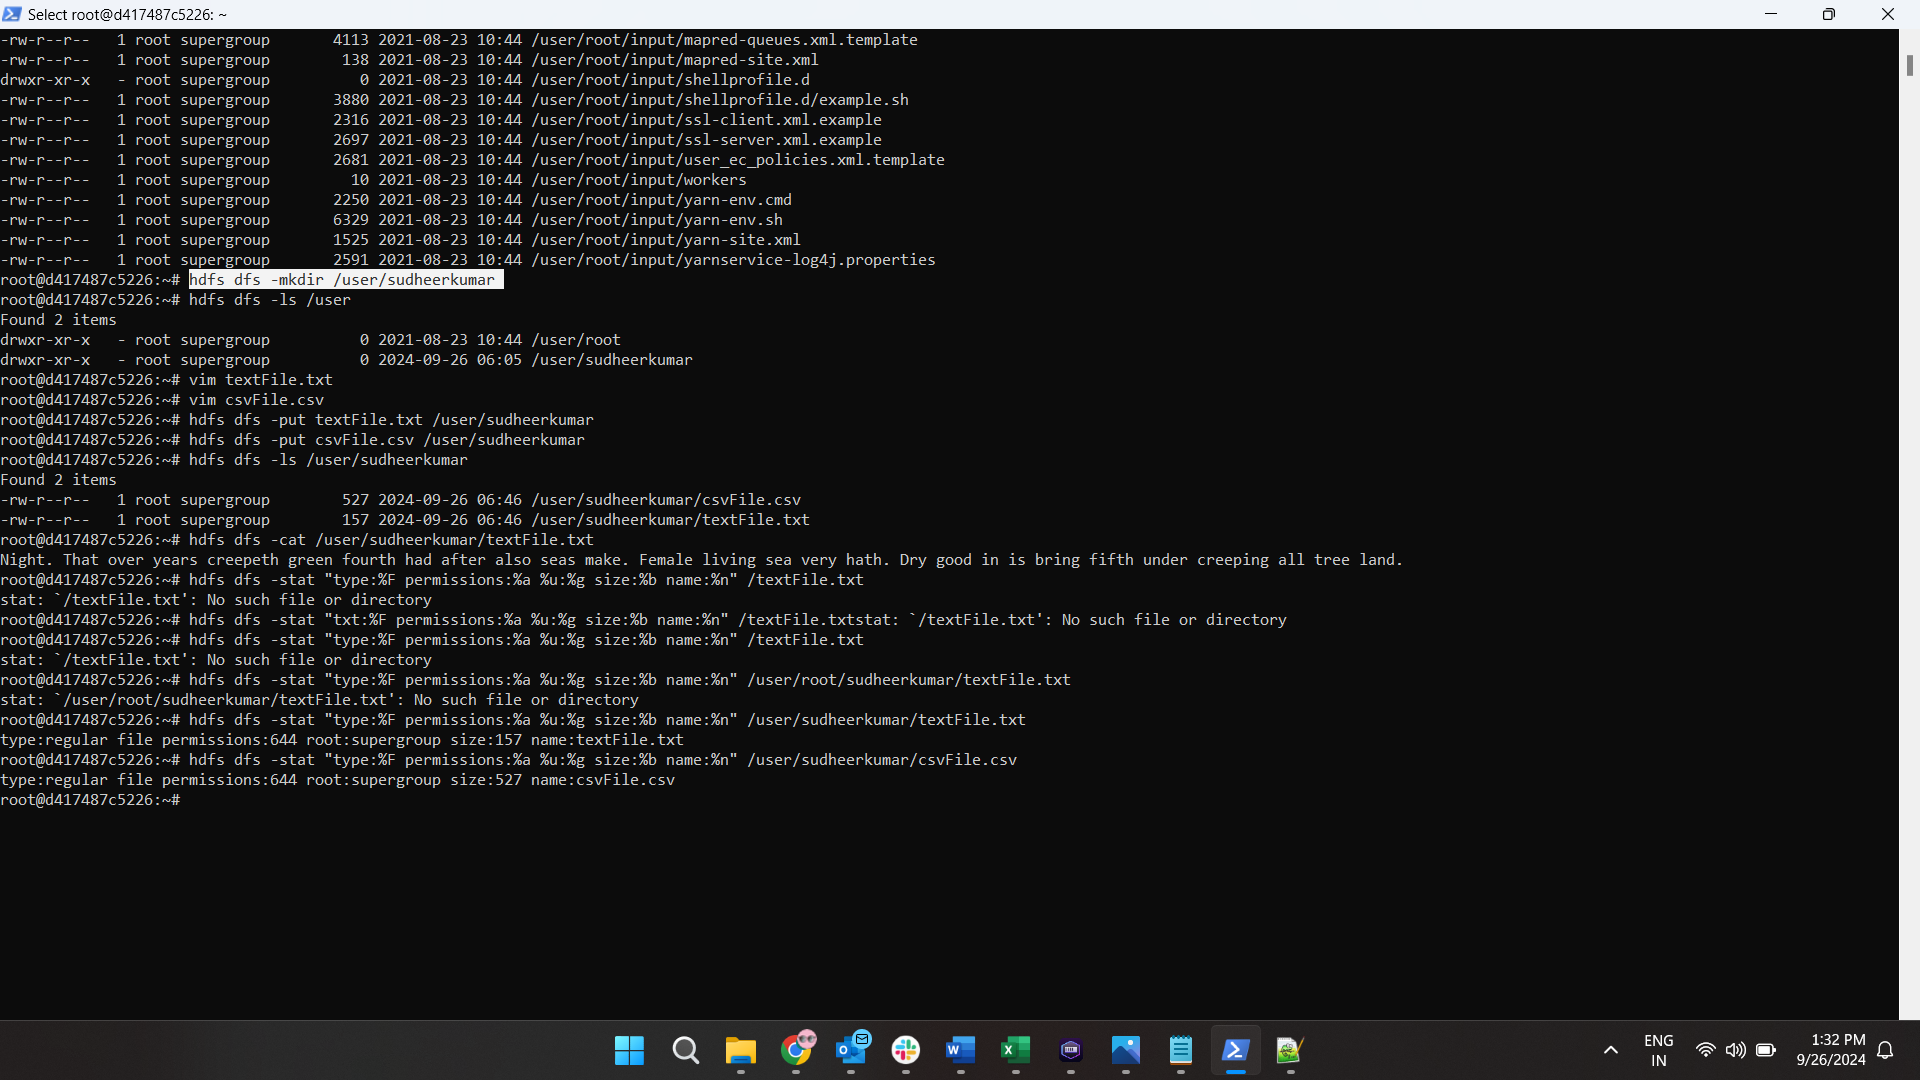 Select root@d417487c5226: ~
-rw-r--r--   1 root supergroup       4113 2021-08-23 10:44 /user/root/input/mapred-queues.xml.template
-rw-r--r--   1 root supergroup        138 2021-08-23 10:44 /user/root/input/mapred-site.xml
drwxr-xr-x   - root supergroup          0 2021-08-23 10:44 /user/root/input/shellprofile.d
-rw-r--r--   1 root supergroup       3880 2021-08-23 10:44 /user/root/input/shellprofile.d/example.sh
-rw-r--r--   1 root supergroup       2316 2021-08-23 10:44 /user/root/input/ssl-client.xml.example
-rw-r--r--   1 root supergroup       2697 2021-08-23 10:44 /user/root/input/ssl-server.xml.example
-rw-r--r--   1 root supergroup       2681 2021-08-23 10:44 /user/root/input/user_ec_policies.xml.template
-rw-r--r--   1 root supergroup         10 2021-08-23 10:44 /user/root/input/workers
-rw-r--r--   1 root supergroup       2250 2021-08-23 10:44 /user/root/input/yarn-env.cmd
-rw-r--r--   1 root supergroup       6329 2021-08-23 10:44 /user/root/input/yarn-env.sh
-rw-r--r--   1 root supergroup       1525 2021-08-23 10:44 /user/root/input/yarn-site.xml
-rw-r--r--   1 root supergroup       2591 2021-08-23 10:44 /user/root/input/yarnservice-log4j.properties
root@d417487c5226:~# hdfs dfs -mkdir /user/sudheerkumar
root@d417487c5226:~# hdfs dfs -ls /user
Found 2 items
drwxr-xr-x   - root supergroup          0 2021-08-23 10:44 /user/root
drwxr-xr-x   - root supergroup          0 2024-09-26 06:05 /user/sudheerkumar
root@d417487c5226:~# vim textFile.txt
root@d417487c5226:~# vim csvFile.csv
root@d417487c5226:~# hdfs dfs -put textFile.txt /user/sudheerkumar
root@d417487c5226:~# hdfs dfs -put csvFile.csv /user/sudheerkumar
root@d417487c5226:~# hdfs dfs -ls /user/sudheerkumar
Found 2 items
-rw-r--r--   1 root supergroup        527 2024-09-26 06:46 /user/sudheerkumar/csvFile.csv
-rw-r--r--   1 root supergroup        157 2024-09-26 06:46 /user/sudheerkumar/textFile.txt
root@d417487c5226:~# hdfs dfs -cat /user/sudheerkumar/textFile.txt
Night. That over years creepeth green fourth had after also seas make. Female living sea very hath. Dry good in is bring fifth under creeping all tree land.
root@d417487c5226:~# hdfs dfs -stat "type:%F permissions:%a %u:%g size:%b name:%n" /textFile.txt
stat: `/textFile.txt': No such file or directory
root@d417487c5226:~# hdfs dfs -stat "txt:%F permissions:%a %u:%g size:%b name:%n" /textFile.txtstat: `/textFile.txt': No such file or directory
root@d417487c5226:~# hdfs dfs -stat "type:%F permissions:%a %u:%g size:%b name:%n" /textFile.txt
stat: `/textFile.txt': No such file or directory
root@d417487c5226:~# hdfs dfs -stat "type:%F permissions:%a %u:%g size:%b name:%n" /user/root/sudheerkumar/textFile.txt
stat: `/user/root/sudheerkumar/textFile.txt': No such file or directory
root@d417487c5226:~# hdfs dfs -stat "type:%F permissions:%a %u:%g size:%b name:%n" /user/sudheerkumar/textFile.txt
type:regular file permissions:644 root:supergroup size:157 name:textFile.txt
root@d417487c5226:~# hdfs dfs -stat "type:%F permissions:%a %u:%g size:%b name:%n" /user/sudheerkumar/csvFile.csv
type:regular file permissions:644 root:supergroup size:527 name:csvFile.csv
root@d417487c5226:~#
ENG
IN
1:32 PM
9/26/2024